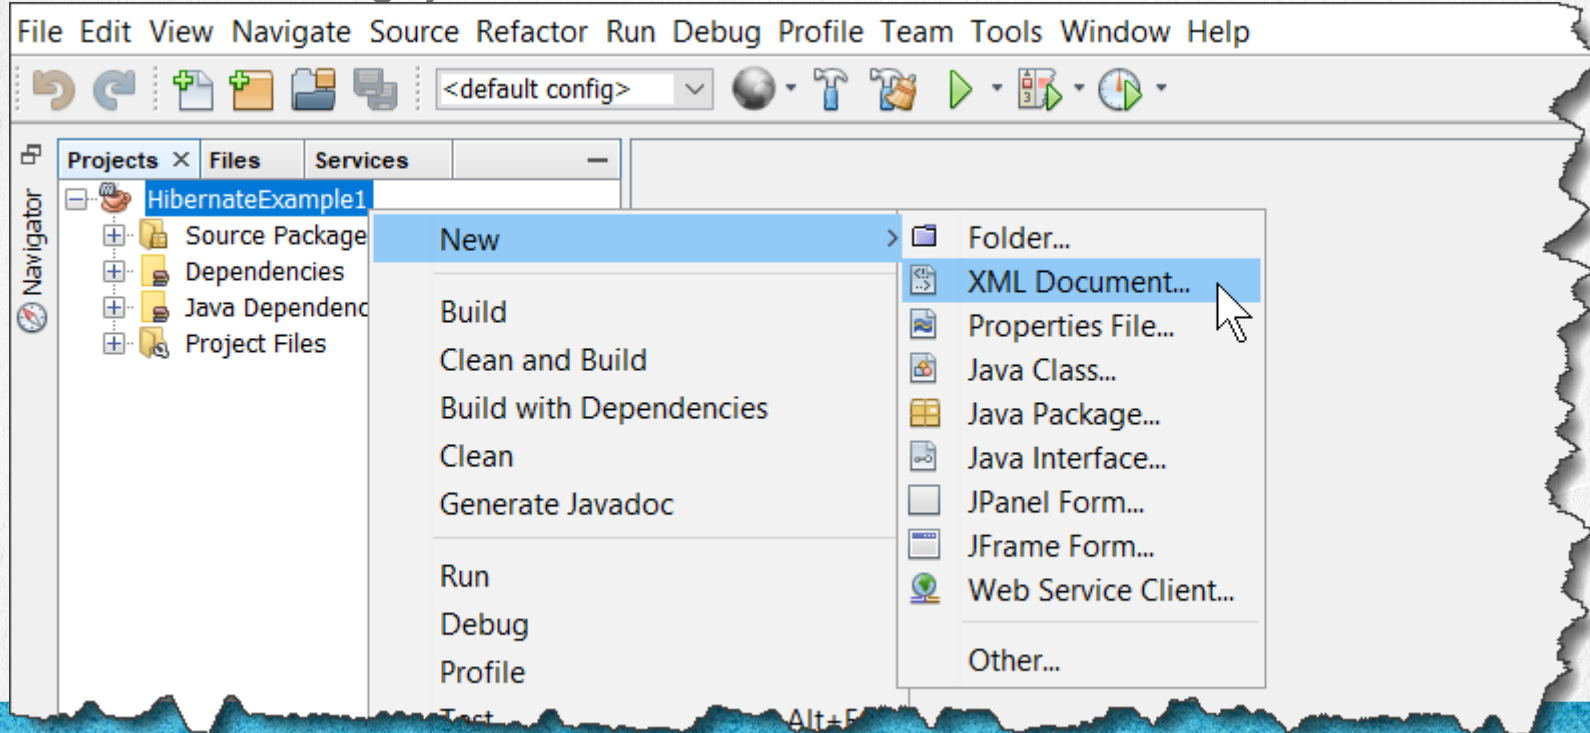 File Edit View Navigate Source Refactor Run Debug Profile Team Tools Window Help
<default config>
Projects Files Services
Navigator
HibernateExample1
Source Package
Dependencies
Java Dependenc
Project Files
New
Build
Clean and Build
Build with Dependencies
Clean
Generate Javadoc
Run
Debug
Profile
Folder...
XML Document...
Properties File...
Java Class...
Java Package...
Java Interface...
JPanel Form...
JFrame Form...
Web Service Client...
Other...